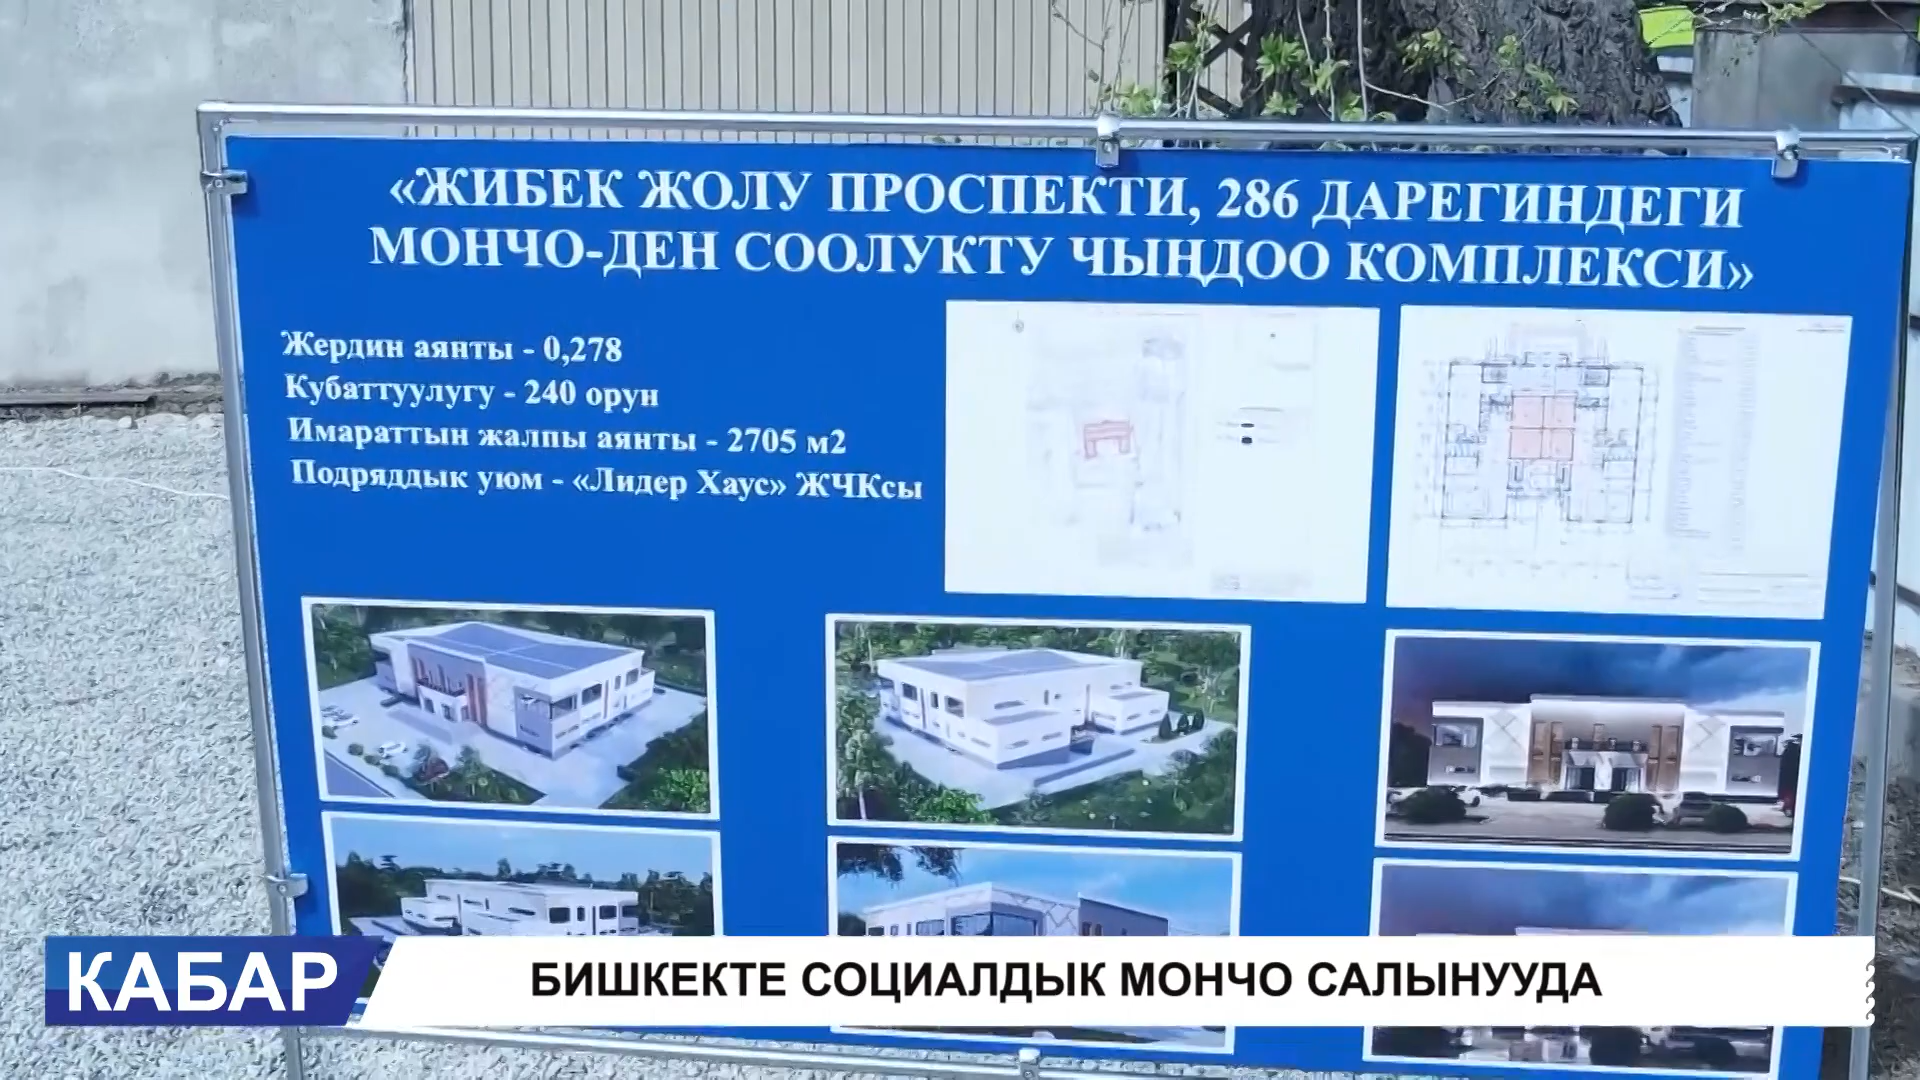 «ЖИБЕК ЖОЛУ ПРОСПЕКТИ, 286 ДАРЕГИНДЕГИ
МОНЧО-ДЕН СООЛУКТУ ЧЫҢДОО КОМПЛЕКСИ»
Жердин аянты - 0,278
Кубаттуулугу - 240 орун
Имараттын жалпы аянты - 2705 м2
Подряддык уюм - «Лидер Хаус» ЖЧКсы
КАБАР
БИШКЕКТЕ СОЦИАЛДЫК МОНЧО САЛЫНУУДА